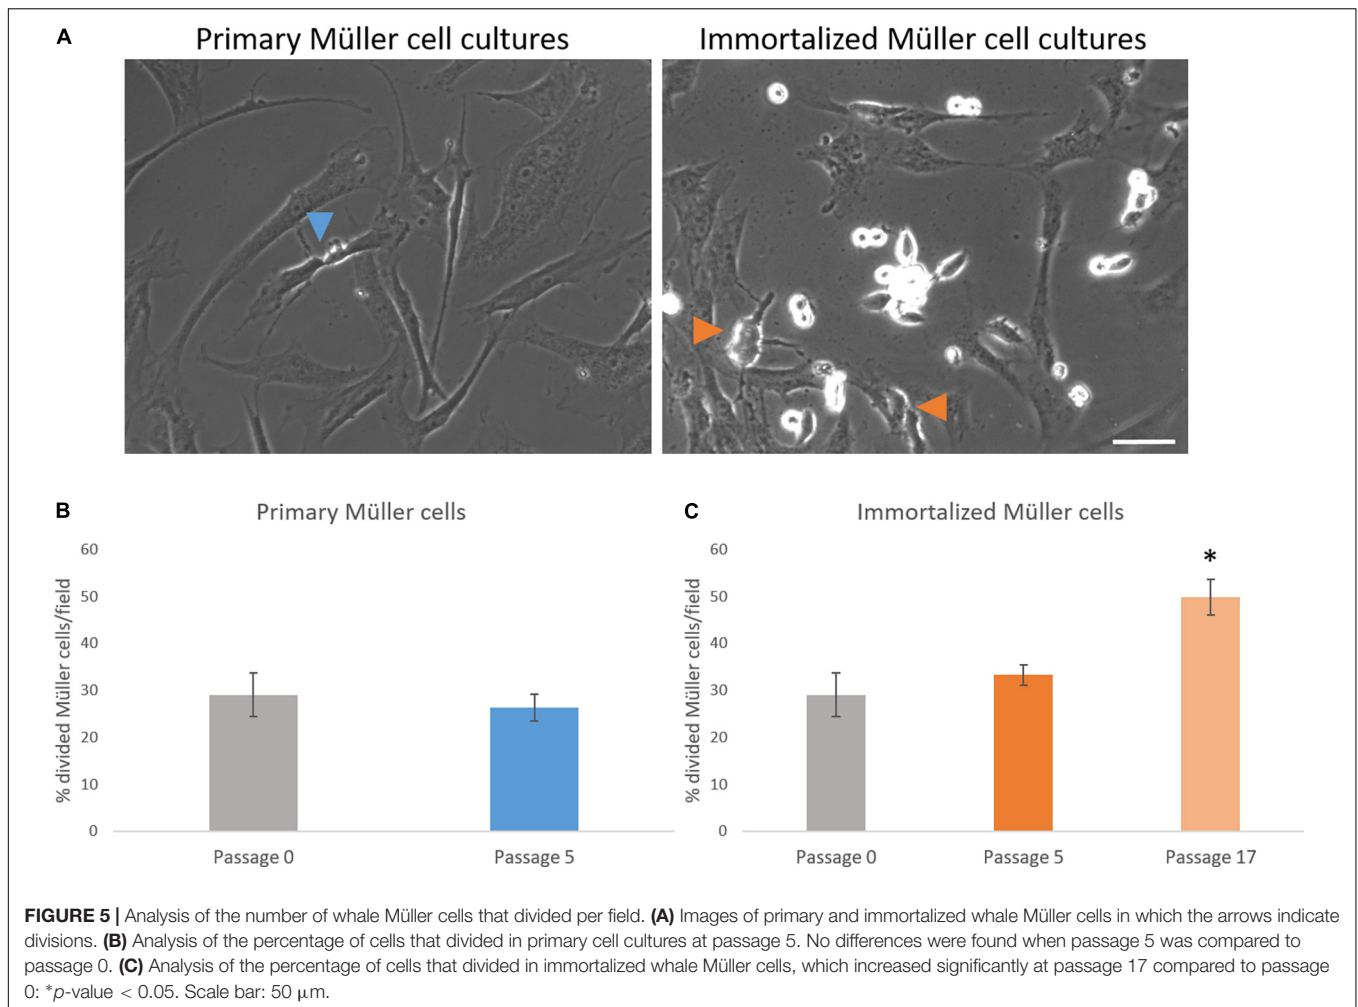 A
Primary Müller cell cultures
Immortalized Müller cell cultures
B
Primary Müller cells
% divided Müller cells/field
60
50
40
30
20
10
0
Passage 0
Passage 5
C
Immortalized Müller cells
% divided Müller cells/field
60
50
40
30
20
10
0
*
Passage 0
Passage 5
Passage 17
FIGURE 5 | Analysis of the number of whale Müller cells that divided per field. (A) Images of primary and immortalized whale Müller cells in which the arrows indicate
divisions. (B) Analysis of the percentage of cells that divided in primary cell cultures at passage 5. No differences were found when passage 5 was compared to
passage 0. (C) Analysis of the percentage of cells that divided in immortalized whale Müller cells, which increased significantly at passage 17 compared to passage
0: *p-value < 0.05. Scale bar: 50 μm.